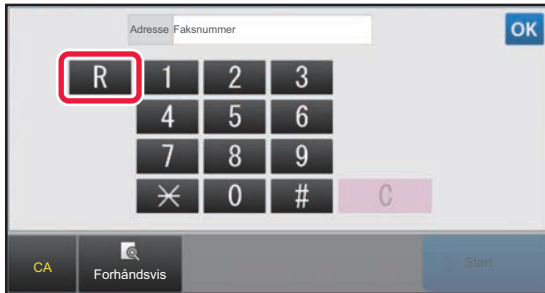 Adresse Faksnummer OK
R 1 2 3
4 5 6
7 8 9
* 0 # C
CA Forhåndsvis Start